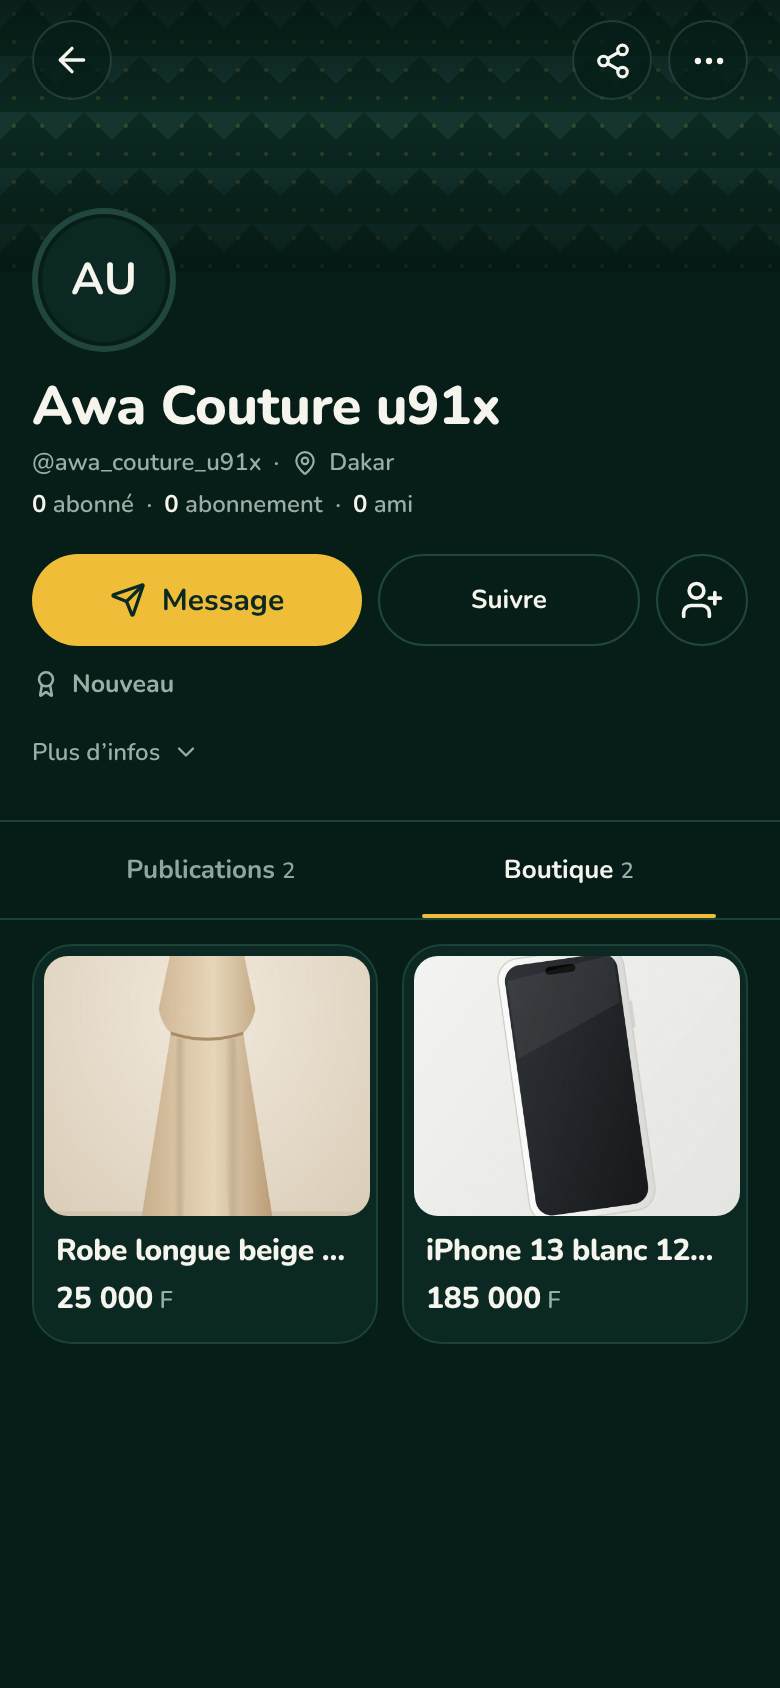 AU
Awa Couture u91x
@awa_couture_u91x · Dakar
0 abonné · 0 abonnement · 0 ami
Message
Suivre
Nouveau
Plus d’infos
Publications 2
Boutique 2
Robe longue beige ...
25 000 F
iPhone 13 blanc 12...
185 000 F